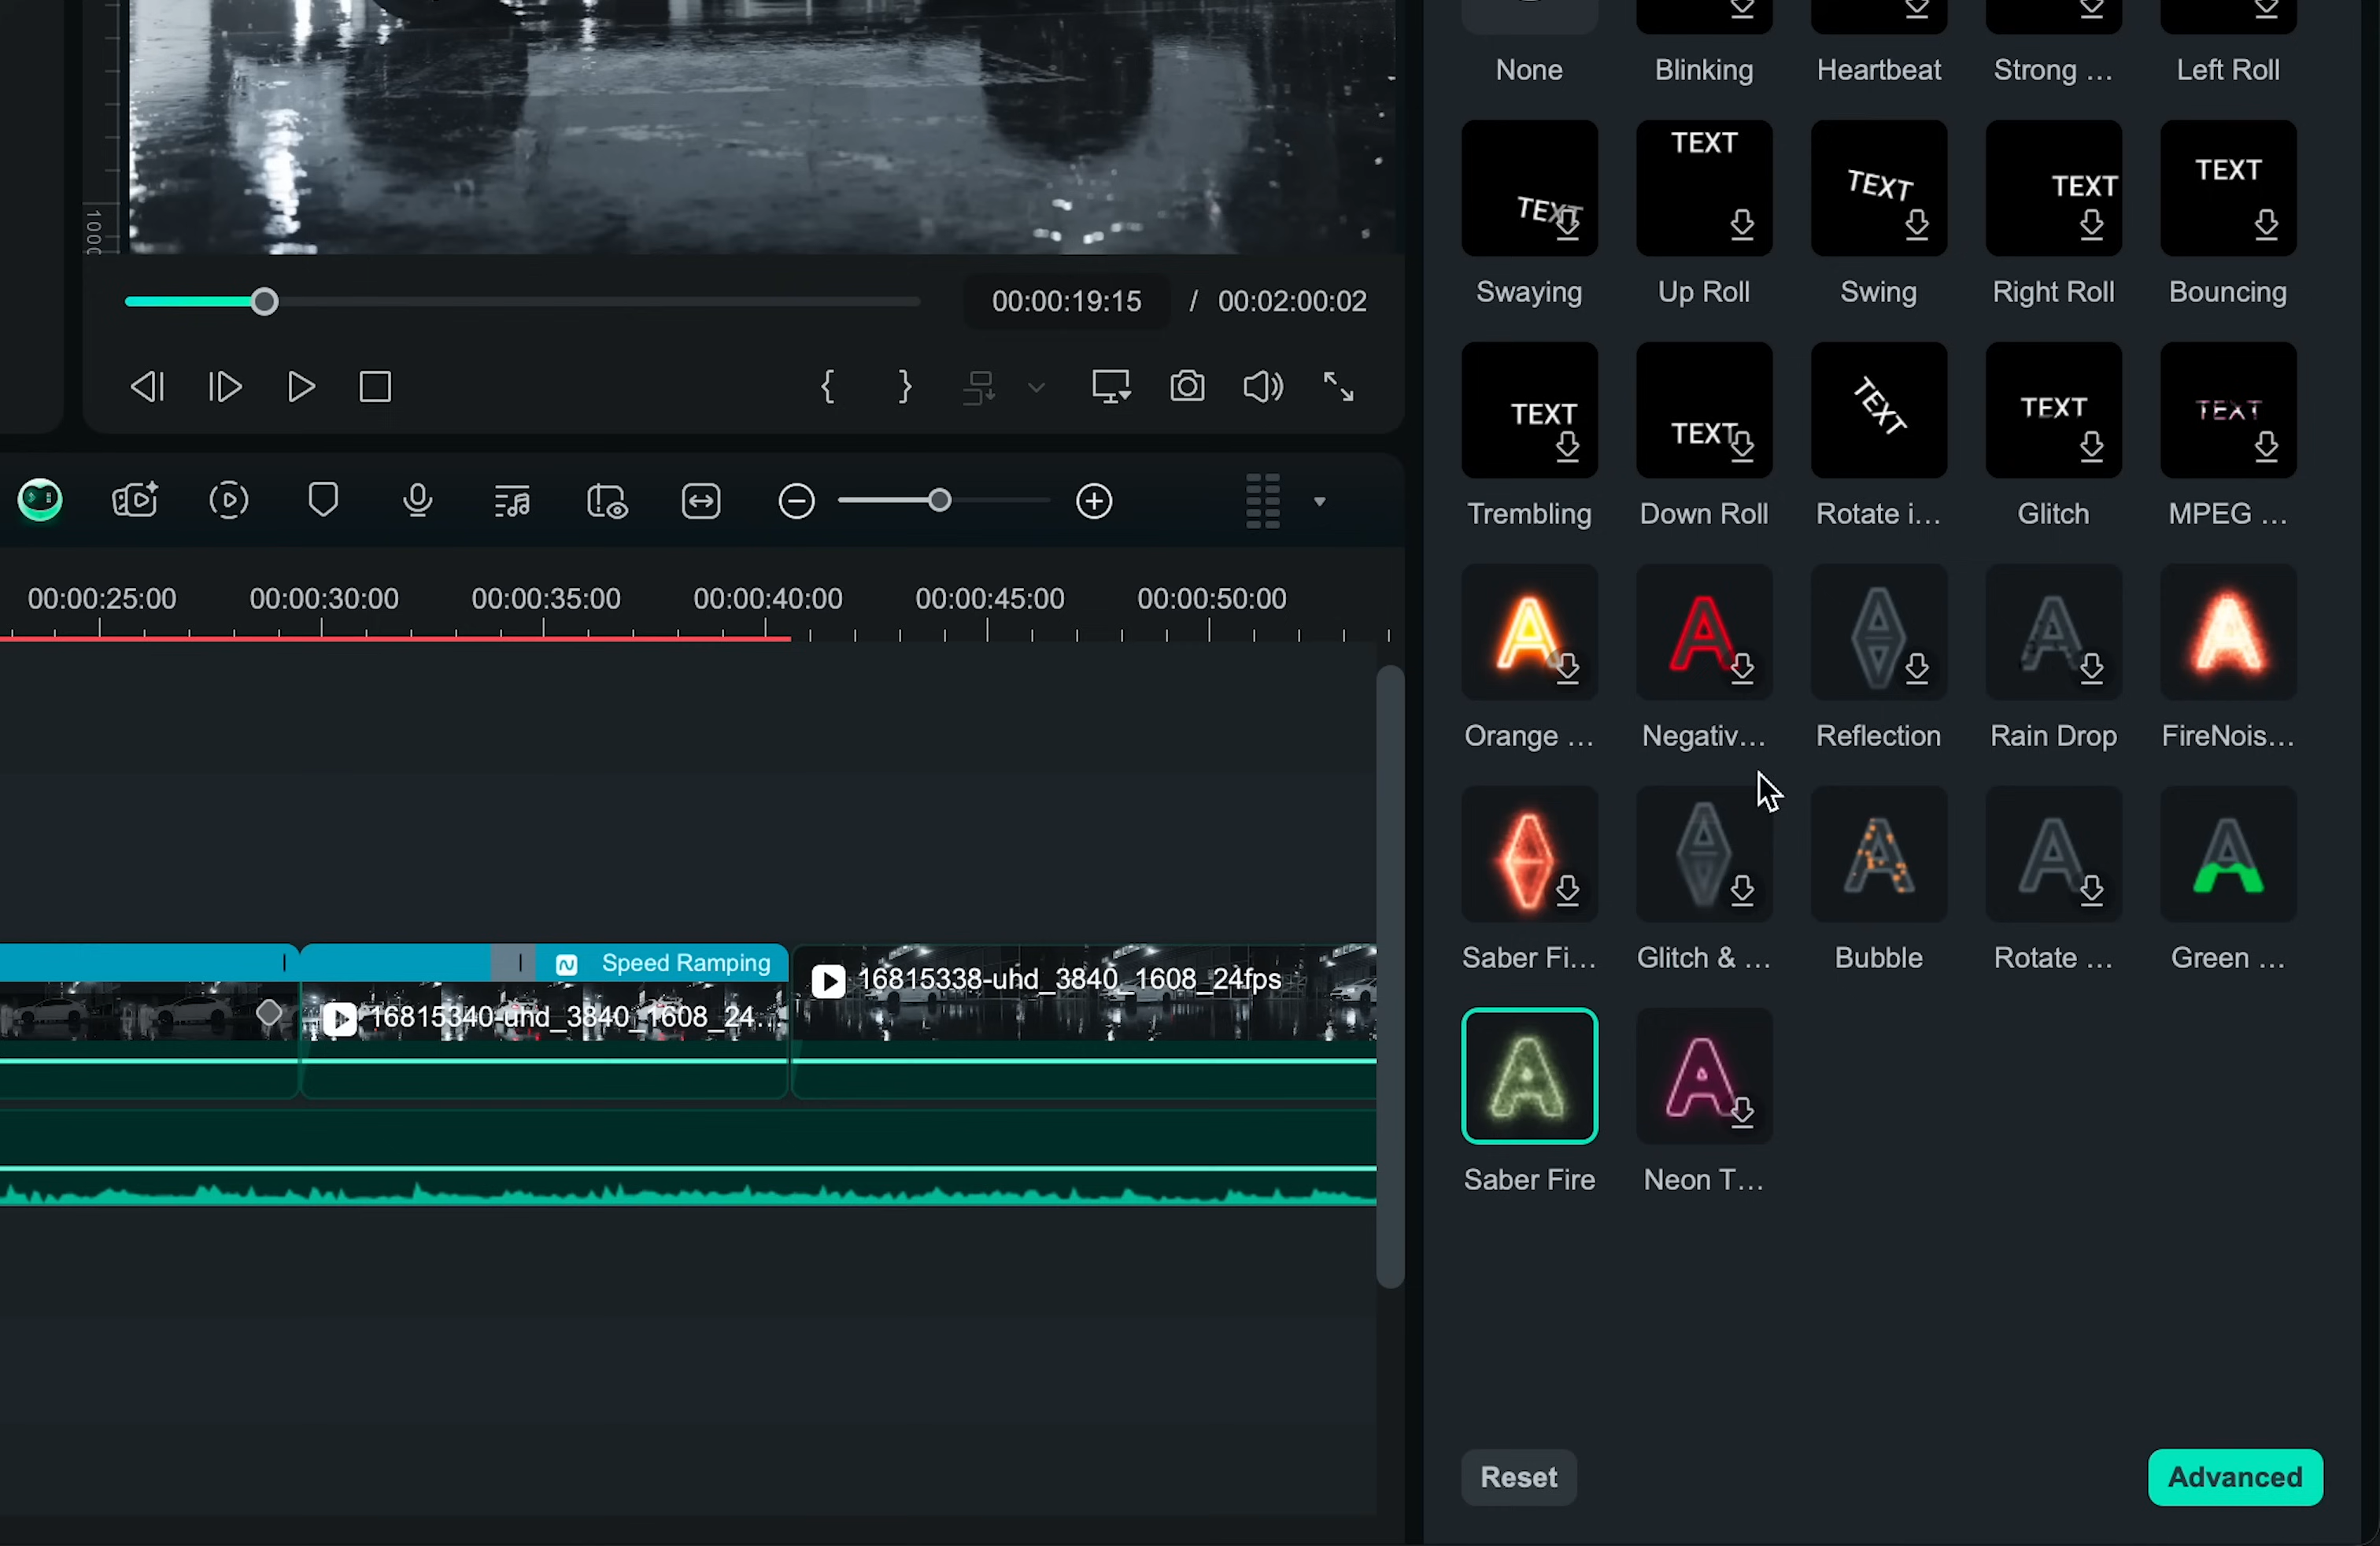 None
Blinking
Heartbeat
Strong ...
Left Roll
TEXT
TEXT
TEXT
TEXT
TEXT
Swaying
Up Roll
Swing
Right Roll
Bouncing
1000
00:00:19:15 / 00:02:00:02
TEXT
TEXT
TEXT
TEXT
TEXT
Trembling
Down Roll
Rotate i...
Glitch
MPEG ...
00:00:25:00
00:00:30:00
00:00:35:00
00:00:40:00
00:00:45:00
00:00:50:00
A
A
A
A
A
Orange ...
Negativ...
Reflection
Rain Drop
FireNois...
A
A
A
A
A
Saber Fi...
Glitch & ...
Bubble
Rotate ...
Green ...
Speed Ramping
16815340-uhd_3840_1608_24...
16815338-uhd_3840_1608_24fps
A
A
Saber Fire
Neon T...
Reset
Advanced